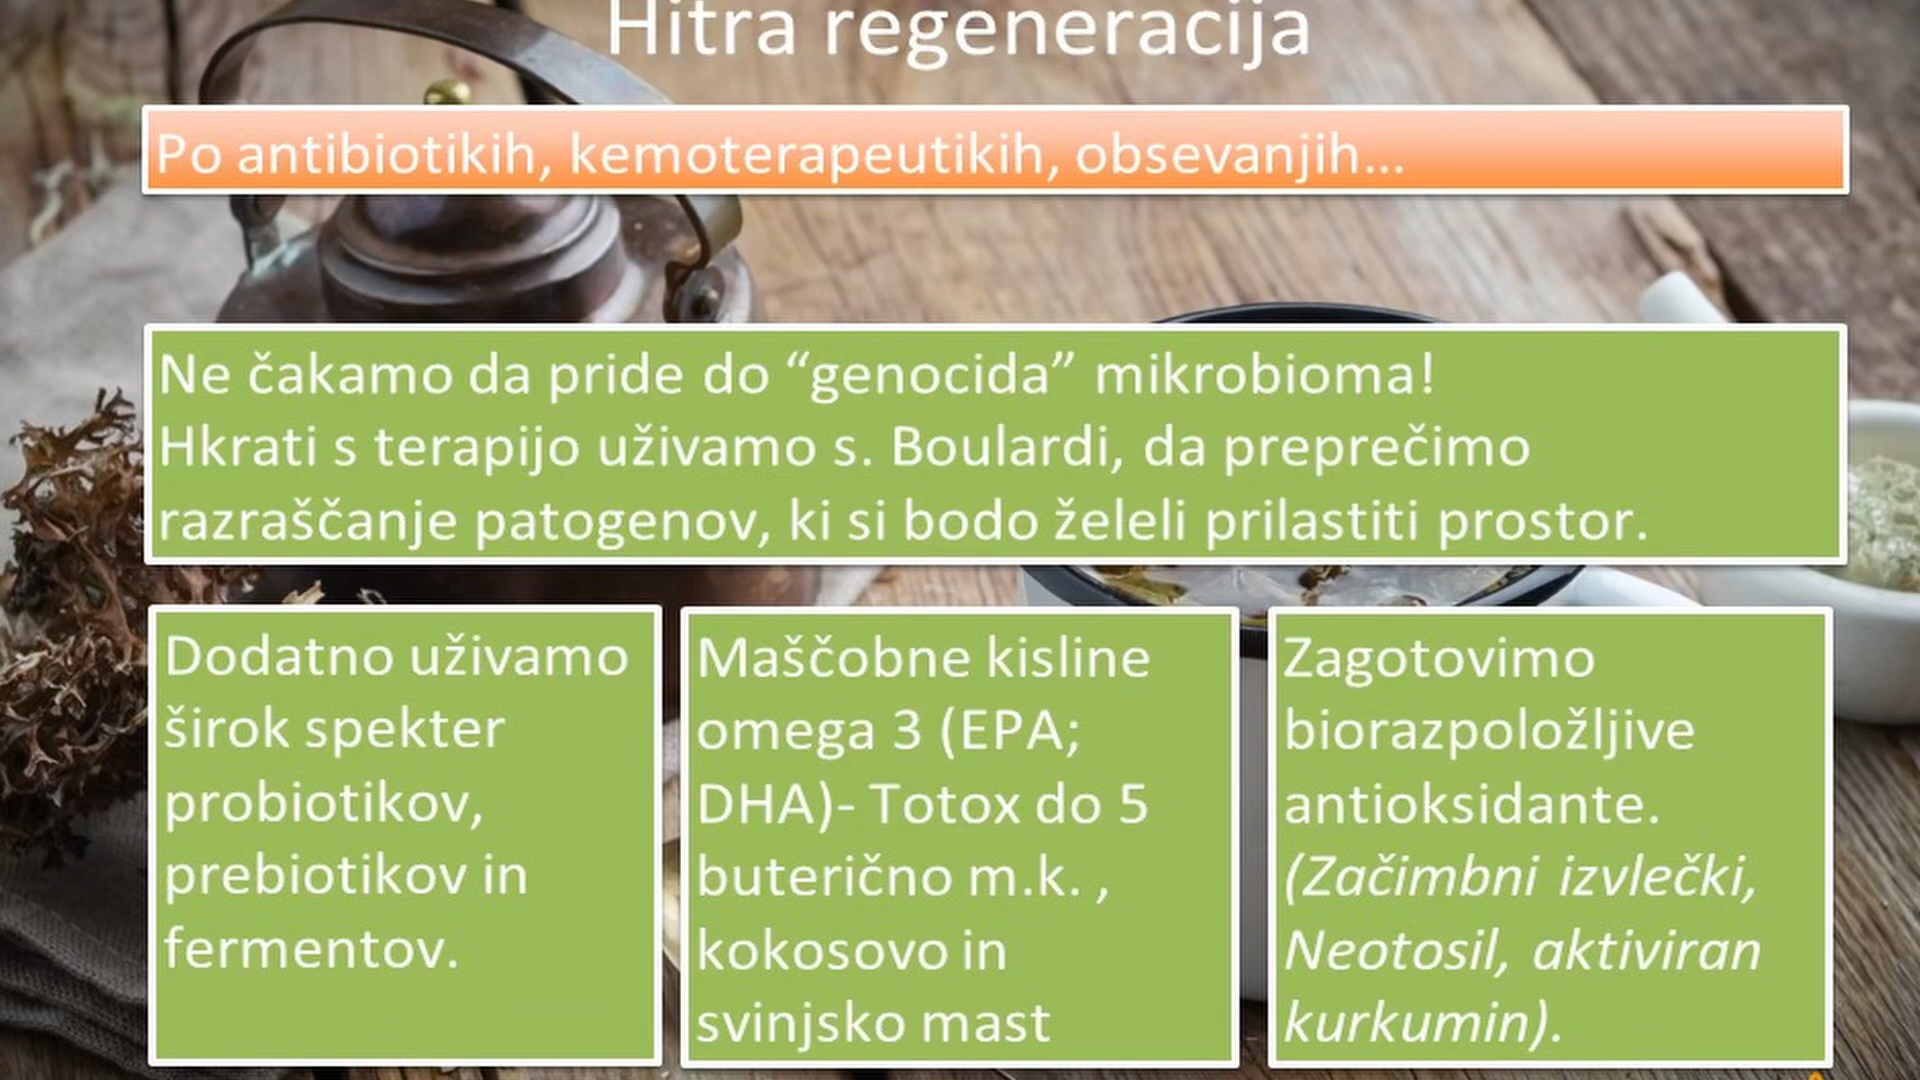 Hitra regeneracija
Po antibiotikih, kemoterapeutikih, obsevanjih...
Ne čakamo da pride do “genocida” mikrobioma!
Hkrati s terapijo uživamo s. Boulardi, da preprečimo
razraščanje patogenov, ki si bodo želeli prilastiti prostor.
Dodatno uživamo
širok spekter
probiotikov,
prebiotikov in
fermentov.
Maščobne kisline
omega 3 (EPA;
DHA)- Totox do 5
buterično m.k. ,
kokosovo in
svinjsko mast
Zagotovimo
biorazpoložljive
antioksidante.
(Začimbni izvlečki,
Neotosil, aktiviran
kurkumin).